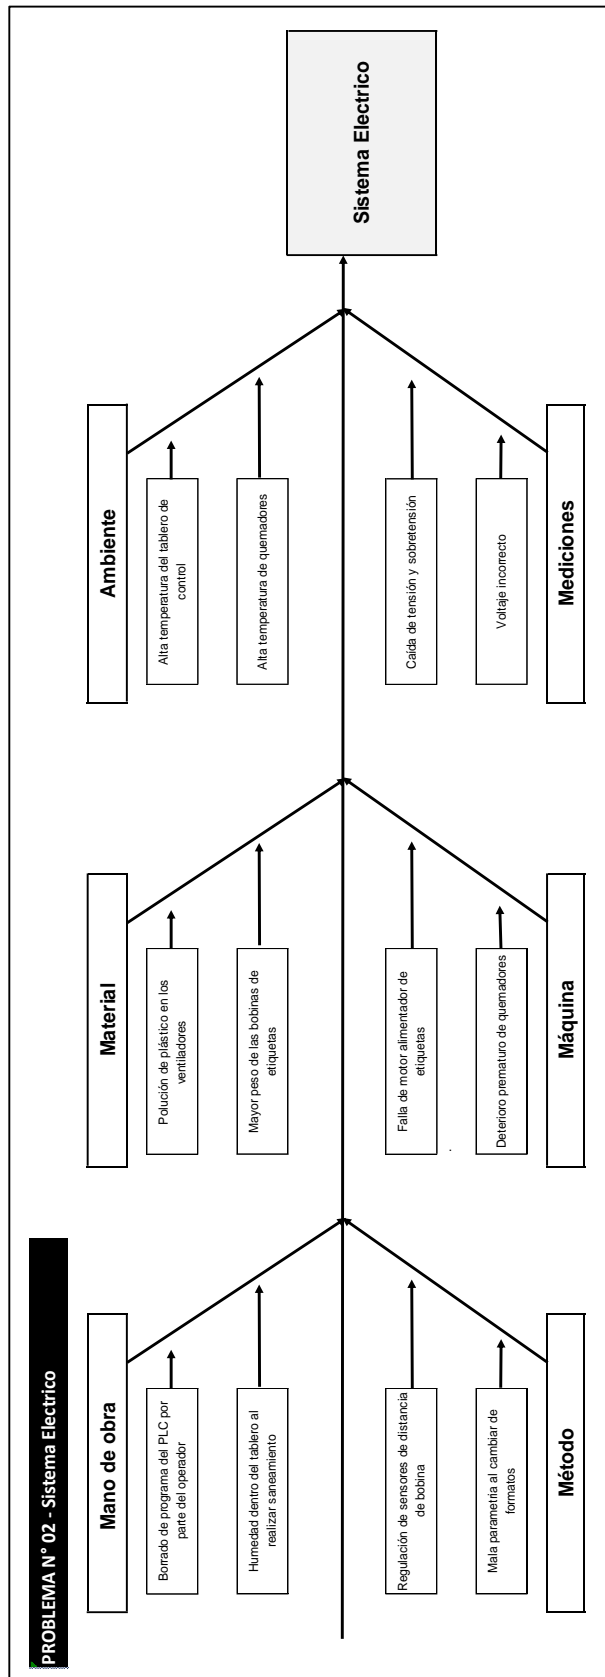 PROBLEMA N° 02 - Sistema Electrico
Mano de obra
Material
Ambiente
Borrado de programa del PLC por
parte del operador
Polución de plástico en los
ventiladores
Alta temperatura del tablero de
control
Humedad dentro del tablero al
realizar saneamiento
Mayor peso de las bobinas de
etiquetas
Alta temperatura de quemadores
Sistema Electrico
Regulación de sensores de distancia
de bobina
Falla de motor alimentador de
etiquetas
Caída de tensión y sobretensión
Mala parametría al cambiar de
formatos
Deterioro prematuro de quemadores
Voltaje incorrecto
Método
Máquina
Mediciones